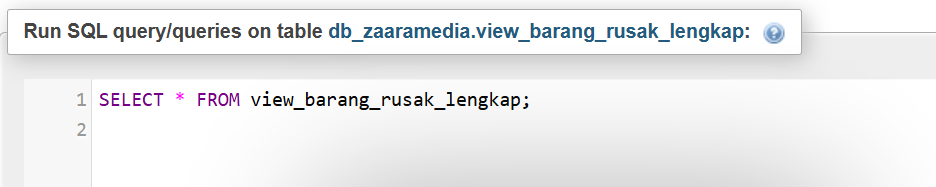 Run SQL query/queries on table db_zaaramedia.view_barang_rusak_lengkap:
1 SELECT * FROM view_barang_rusak_lengkap;
2